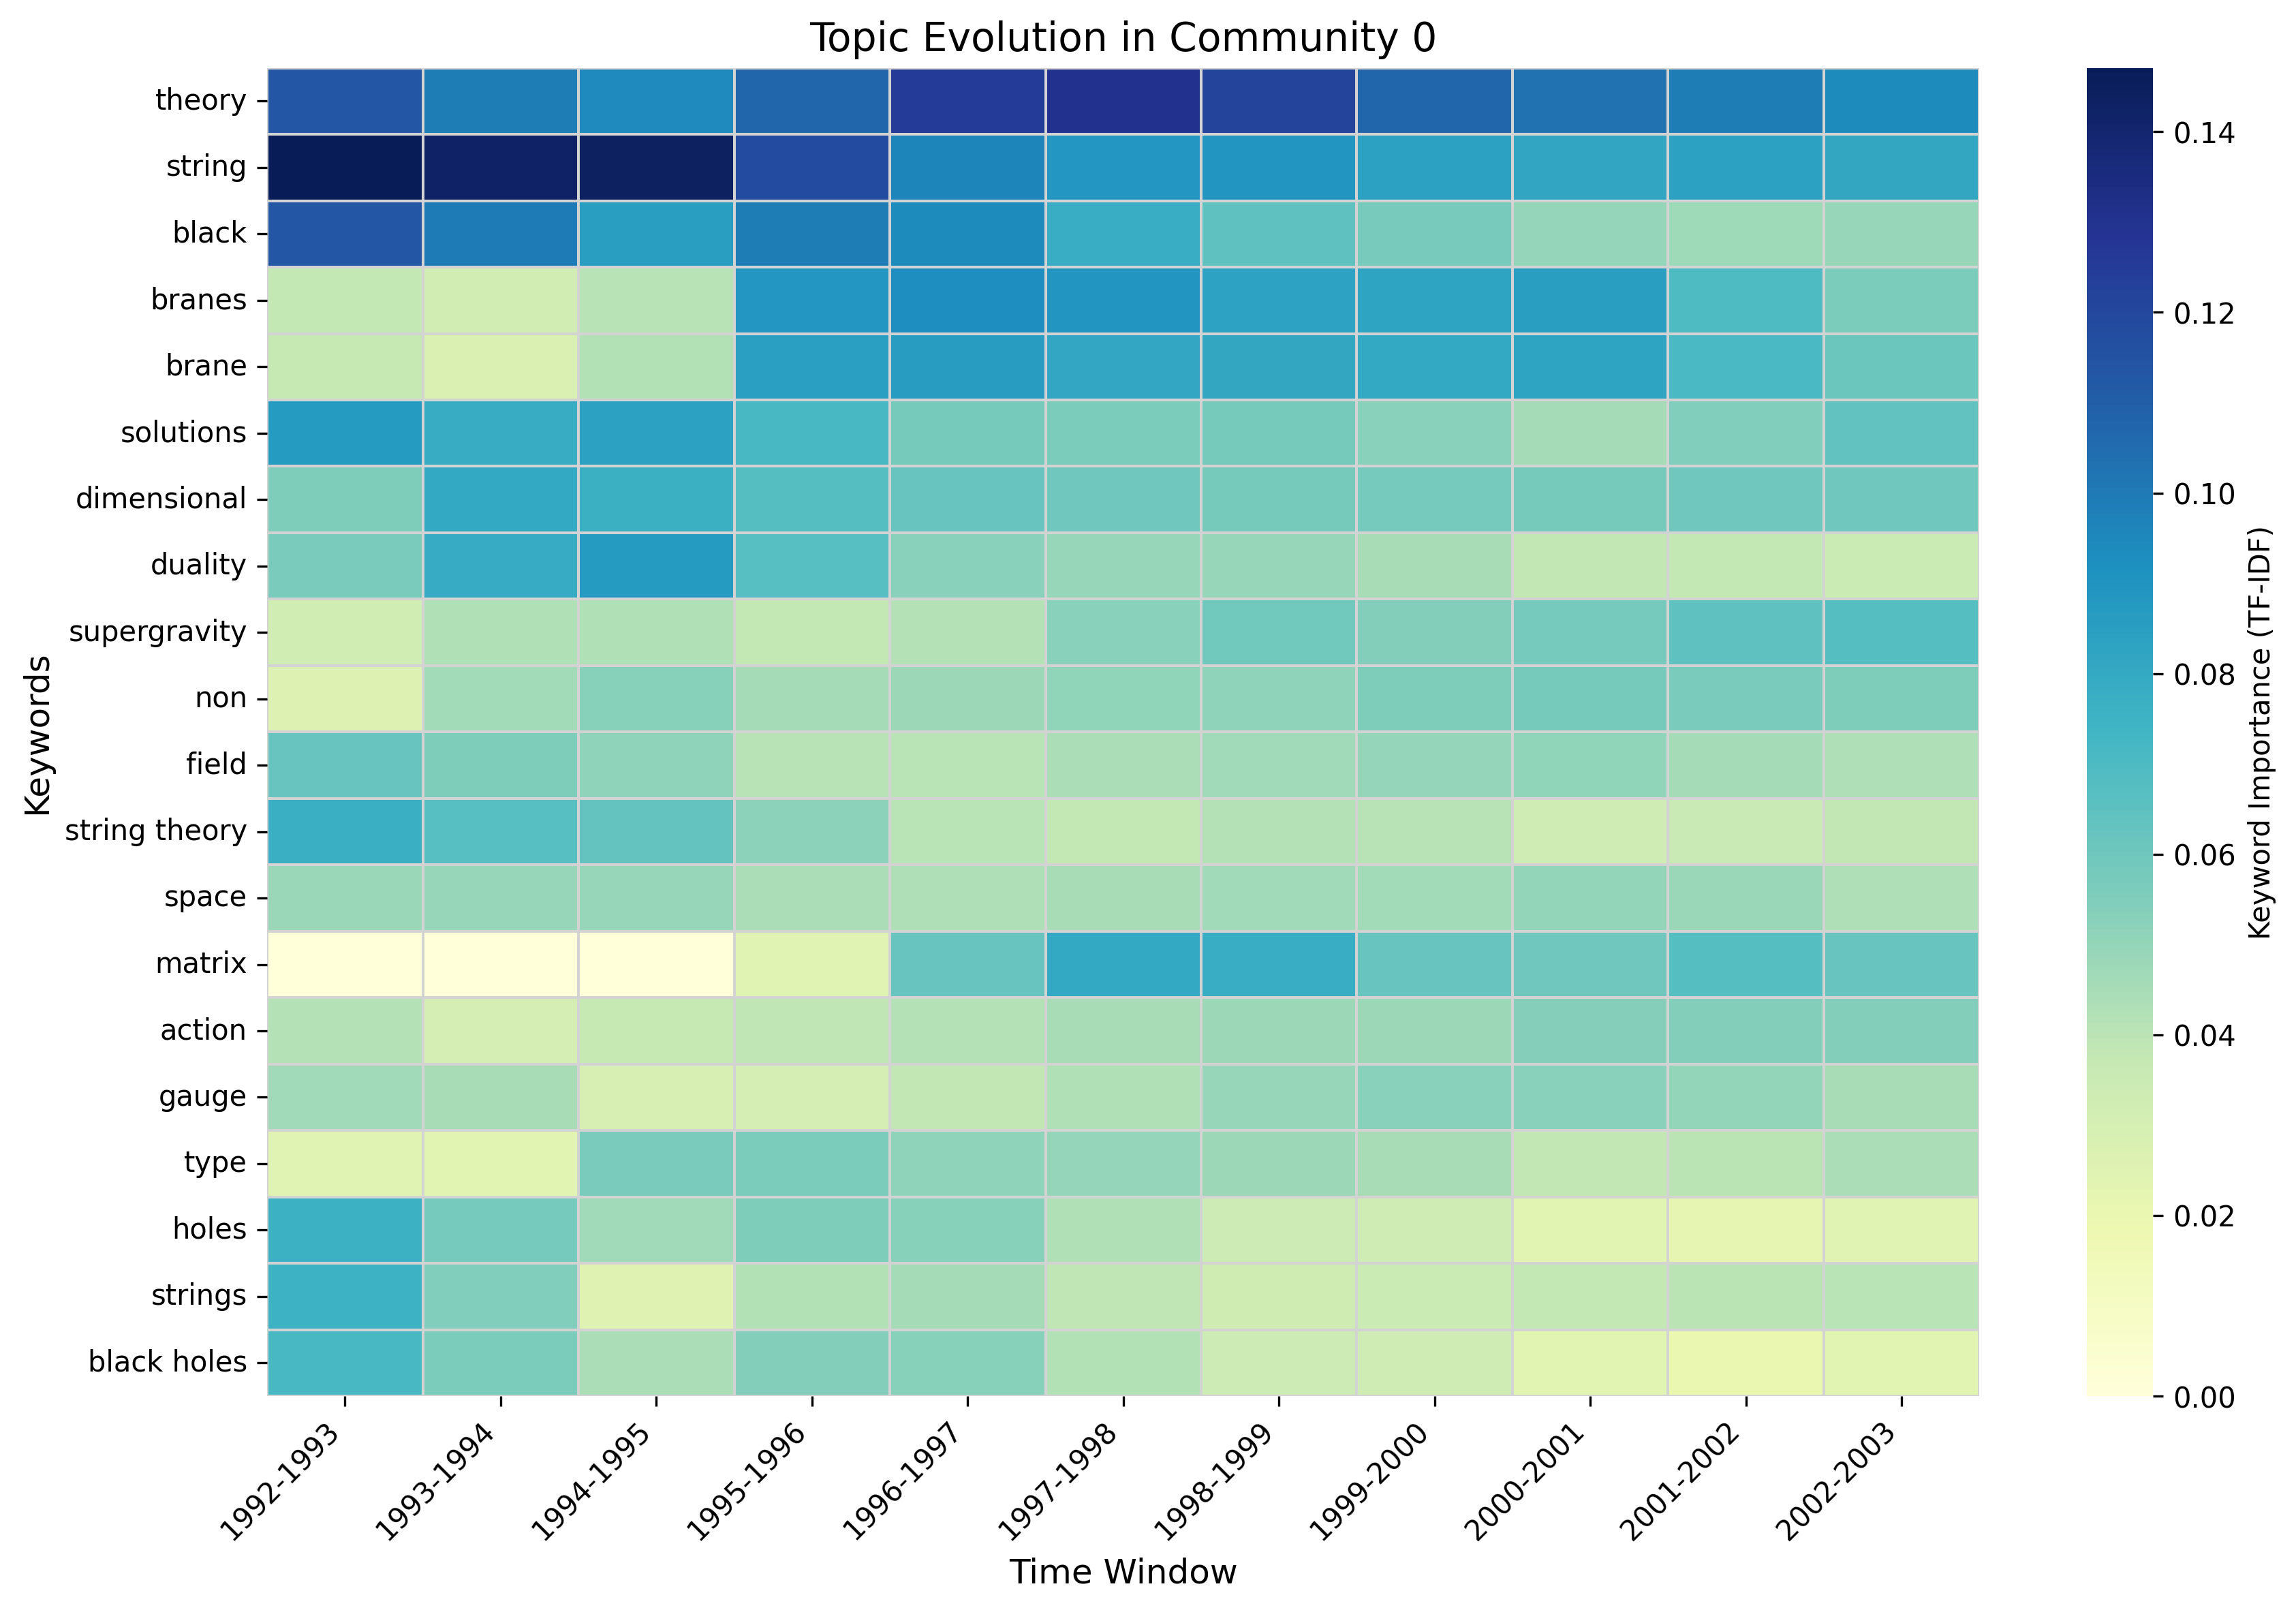 Topic Evolution in Community 0
Keywords
theory
string
black
branes
brane
solutions
dimensional
duality
supergravity
non
field
string theory
space
matrix
action
gauge
type
holes
strings
black holes
1992-1993
1993-1994
1994-1995
1995-1996
1996-1997
1997-1998
1998-1999
1999-2000
2000-2001
2001-2002
2002-2003
Time Window
0.14
0.12
0.10
0.08
0.06
0.04
0.02
0.00
Keyword Importance (TF-IDF)